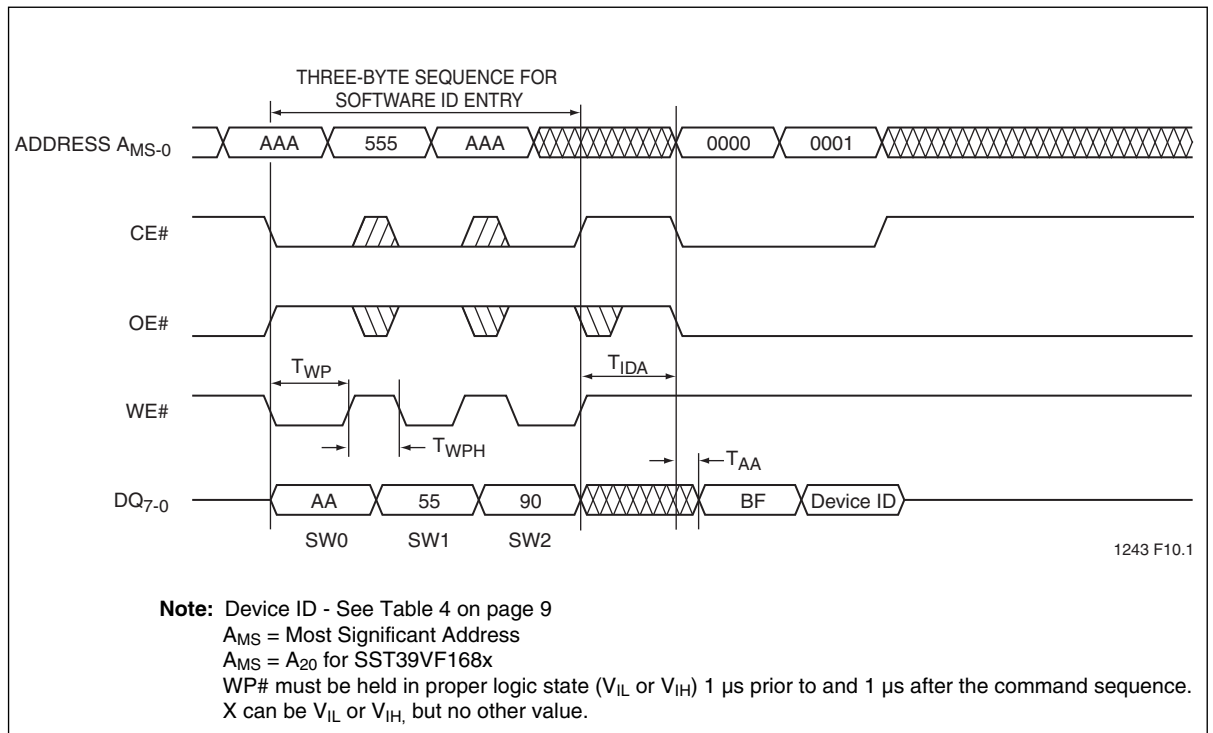 THREE-BYTE SEQUENCE FOR
SOFTWARE ID ENTRY
ADDRESS AMS-0 AAA 555 AAA 0000 0001
CE#
OE#
TWP TIDA
WE#
TWPH
TAA
DQ7-0 AA 55 90 BF Device ID
SW0 SW1 SW2
1243 F10.1
Note: Device ID - See Table 4 on page 9
AMS = Most Significant Address
AMS = A20 for SST39VF168x
WP# must be held in proper logic state (VIL or VIH) 1 µs prior to and 1 µs after the command sequence.
X can be VIL or VIH, but no other value.